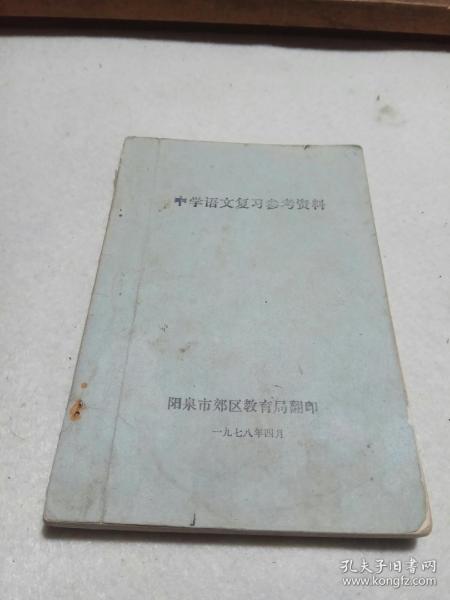 中学语文复习参考资料
阳泉市郊区教育局翻印
一九七八年四月
孔夫子旧书网
www.kongfz.com